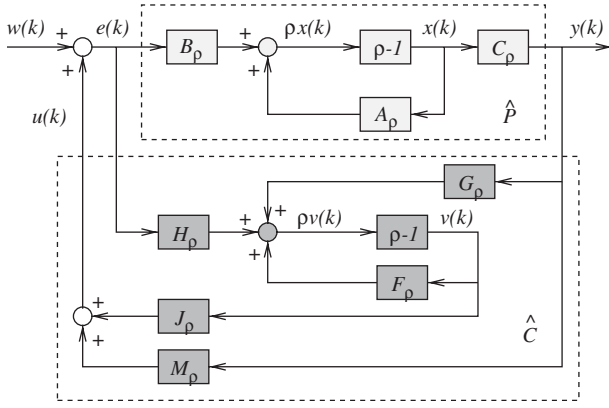 w(k) + + e(k) B_ρ + + ρx(k) ρ-1 x(k) C_ρ y(k)
A_ρ P̂
u(k)
G_ρ
H_ρ + + + ρv(k) ρ-1 v(k)
F_ρ
+ + J_ρ Ĉ
M_ρ